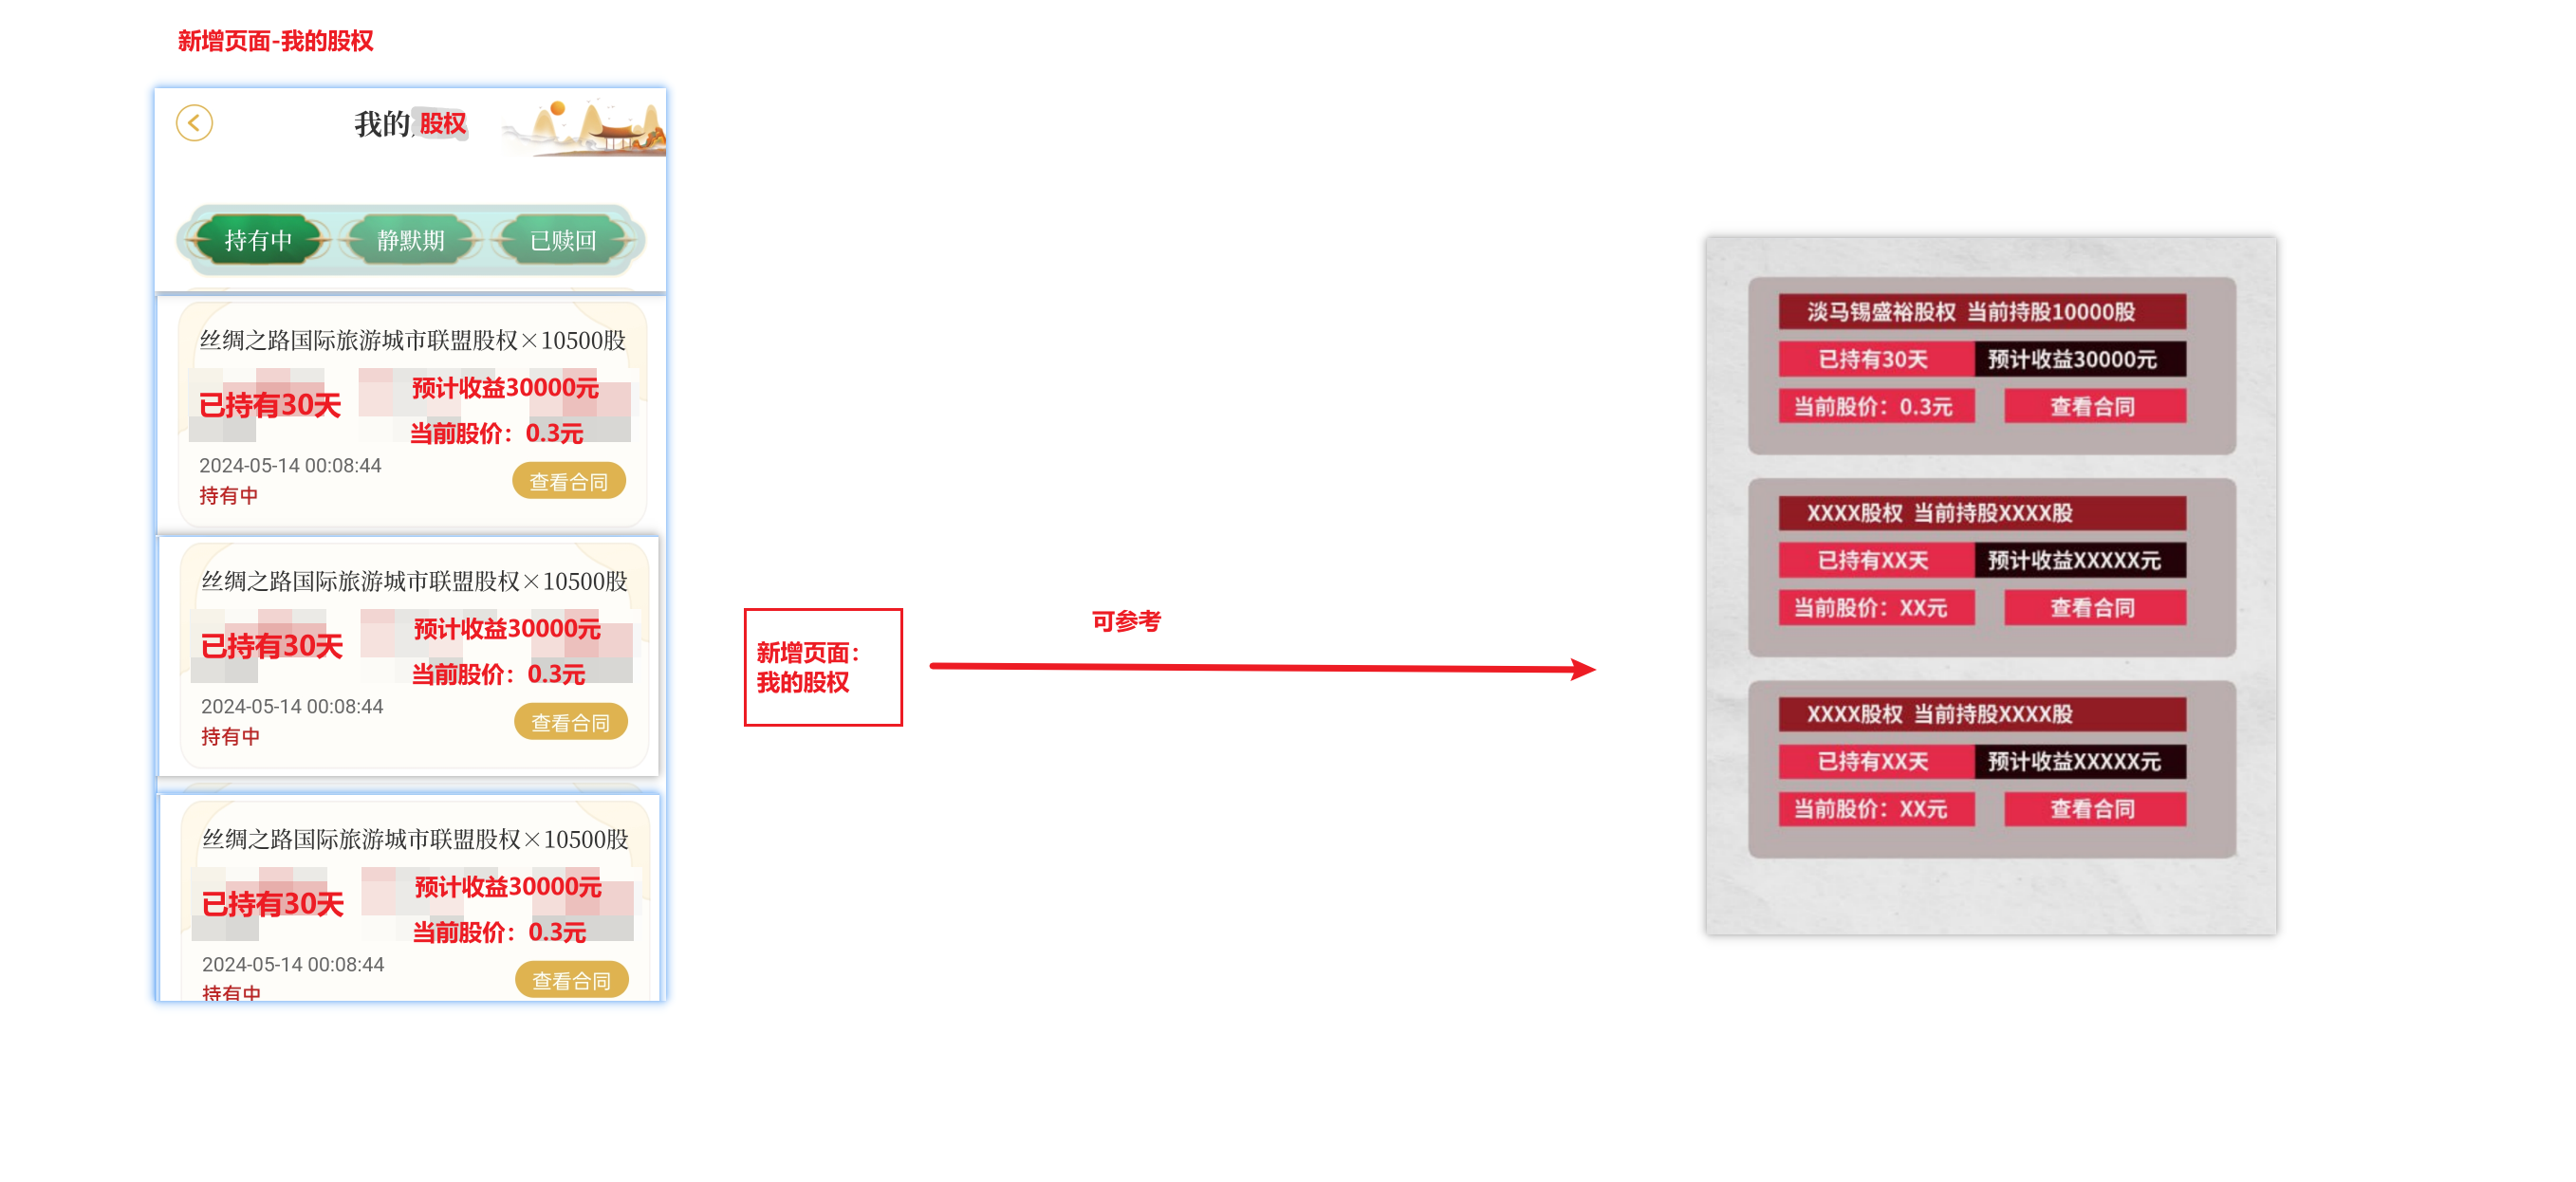 新增页面-我的股权
我的股权
持有中 静默期 已赎回
丝绸之路国际旅游城市联盟股权×10500股
已持有30天
预计收益30000元
当前股价：0.3元
2024-05-14 00:08:44
持有中
查看合同
丝绸之路国际旅游城市联盟股权×10500股
已持有30天
预计收益30000元
当前股价：0.3元
2024-05-14 00:08:44
持有中
查看合同
丝绸之路国际旅游城市联盟股权×10500股
已持有30天
预计收益30000元
当前股价：0.3元
2024-05-14 00:08:44
持有中
查看合同
新增页面：
我的股权
可参考
淡马锡盛裕股权 当前持股10000股
已持有30天 预计收益30000元
当前股价：0.3元 查看合同
XXXX股权 当前持股XXXX股
已持有XX天 预计收益XXXXX元
当前股价：XX元 查看合同
XXXX股权 当前持股XXXX股
已持有XX天 预计收益XXXXX元
当前股价：XX元 查看合同